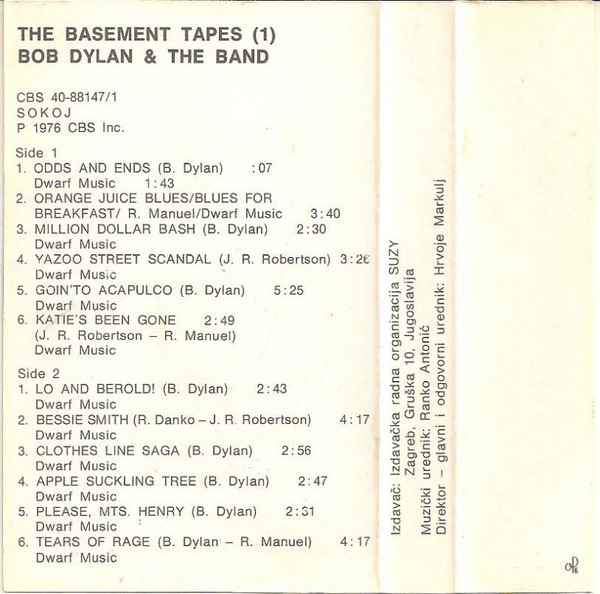 THE BASEMENT TAPES (1)
BOB DYLAN & THE BAND
CBS 40-88147/1
SOKOJ
P 1976 CBS Inc.
Side 1
1. ODDS AND ENDS (B. Dylan) :07
Dwarf Music 1:43
2. ORANGE JUICE BLUES/BLUES FOR
BREAKFAST/ R. Manuel/Dwarf Music 3:40
3. MILLION DOLLAR BASH (B. Dylan) 2:30
Dwarf Music
4. YAZOO STREET SCANDAL (J. R. Robertson) 3:26
Dwarf Music
5. GOIN'TO ACAPULCO (B. Dylan) 5:25
Dwarf Music
6. KATIE'S BEEN GONE 2:49
(J. R. Robertson – R. Manuel)
Dwarf Music
Side 2
1. LO AND BEROLD! (B. Dylan) 2:43
Dwarf Music
2. BESSIE SMITH (R. Danko – J. R. Robertson) 4:17
Dwarf Music
3. CLOTHES LINE SAGA (B. Dylan) 2:56
Dwarf Music
4. APPLE SUCKLING TREE (B. Dylan) 2:47
Dwarf Music
5. PLEASE, MTS. HENRY (B. Dylan) 2:31
Dwarf Music
6. TEARS OF RAGE (B. Dylan – R. Manuel) 4:17
Dwarf Music
Izdavač: Izdavačka radna organizacija SUZY
Zagreb, Gruška 10, Jugoslavija
Muzički urednik: Ranko Antonić
Direktor – glavni i odgovorni urednik: Hrvoje Markulj